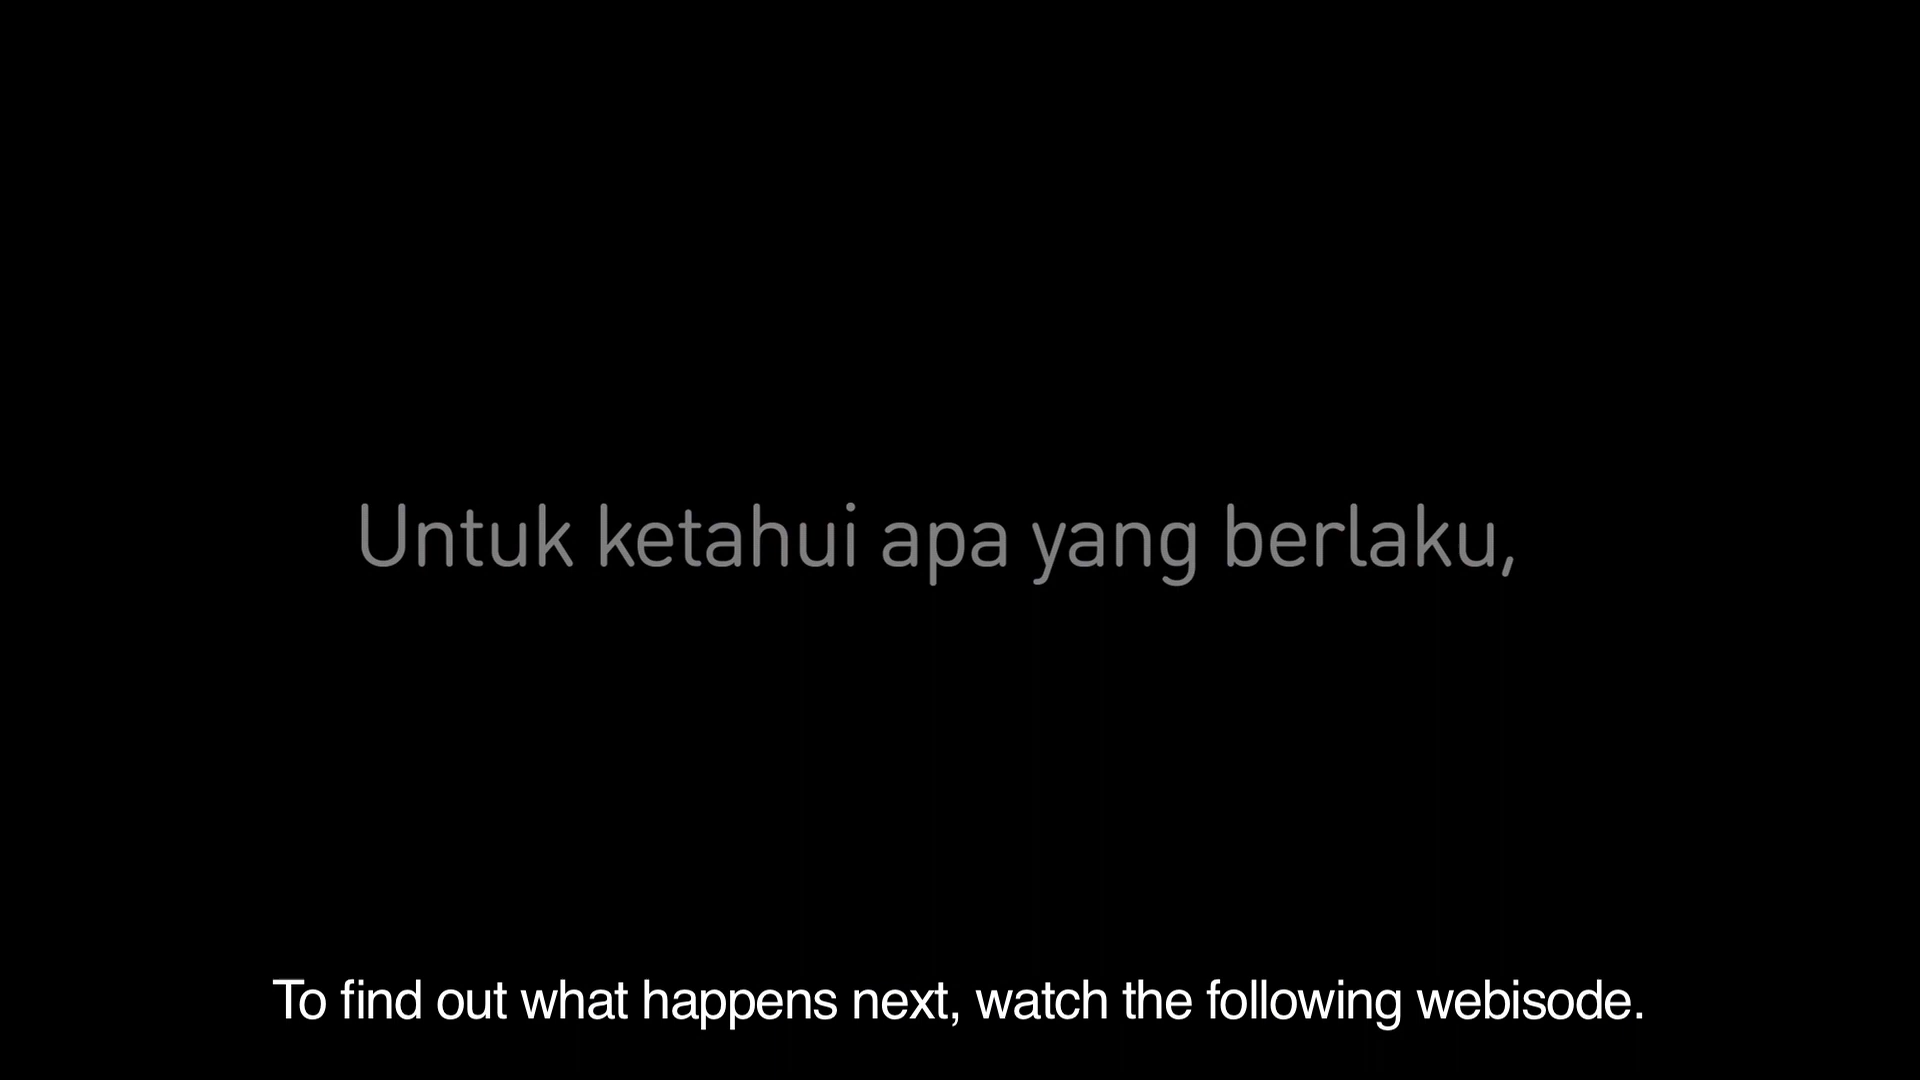 Untuk ketahui apa yang berlaku,
To find out what happens next, watch the following webisode.